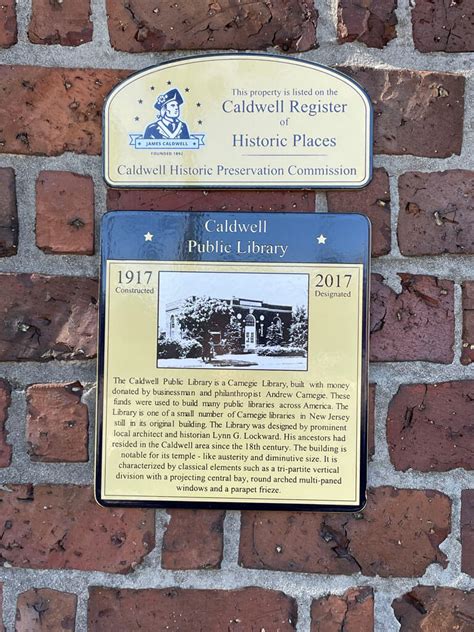 This property is listed on the
Caldwell Register
of
Historic Places
JAMES CALDWELL
FOUNDED 1892
Caldwell Historic Preservation Commission
Caldwell
Public Library
1917
Constructed
2017
Designated
The Caldwell Public Library is a Carnegie Library, built with money
donated by businessman and philanthropist Andrew Carnegie. These
funds were used to build many public libraries across America. The
Library is one of a small number of Carnegie libraries in New Jersey
still in its original building. The Library was designed by prominent
local architect and historian Lynn G. Lockward. His ancestors had
resided in the Caldwell area since the 18th century. The building is
notable for its temple - like austerity and diminutive size. It is
characterized by classical elements such as a tri-partite vertical
division with a projecting central bay, round arched multi-paned
windows and a parapet frieze.